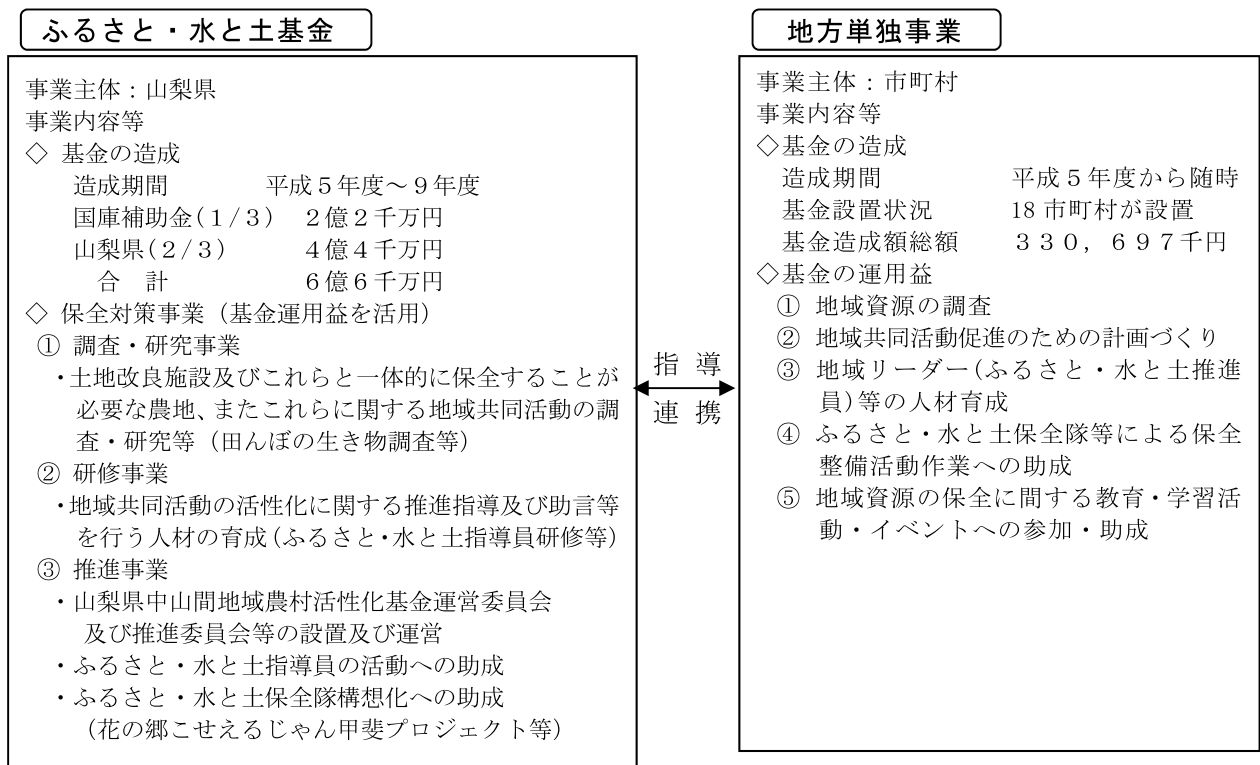 ふるさと・水と土基金
事業主体：山梨県
事業内容等
◇ 基金の造成
造成期間　　　平成５年度～９年度
国庫補助金(１/３)　２億２千万円
山梨県(２/３)　　　４億４千万円
合　計　　　　　６億６千万円
◇ 保全対策事業（基金運用益を活用）
① 調査・研究事業
・土地改良施設及びこれらと一体的に保全することが
必要な農地、またこれらに関する地域共同活動の調
査・研究等（田んぼの生き物調査等）
② 研修事業
・地域共同活動の活性化に関する推進指導及び助言等
を行う人材の育成(ふるさと・水と土指導員研修等)
③ 推進事業
・山梨県中山間地域農村活性化基金運営委員会
及び推進委員会等の設置及び運営
・ふるさと・水と土指導員の活動への助成
・ふるさと・水と土保全隊構想化への助成
（花の郷こせえるじゃん甲斐プロジェクト等）
指 導
連 携
地方単独事業
事業主体：市町村
事業内容等
◇基金の造成
造成期間　　　　　平成５年度から随時
基金設置状況　　　18 市町村が設置
基金造成額総額　　３３０，６９７千円
◇基金の運用益
① 地域資源の調査
② 地域共同活動促進のための計画づくり
③ 地域リーダー(ふるさと・水と土推進
員)等の人材育成
④ ふるさと・水と土保全隊等による保全
整備活動作業への助成
⑤ 地域資源の保全に間する教育・学習活
動・イベントへの参加・助成